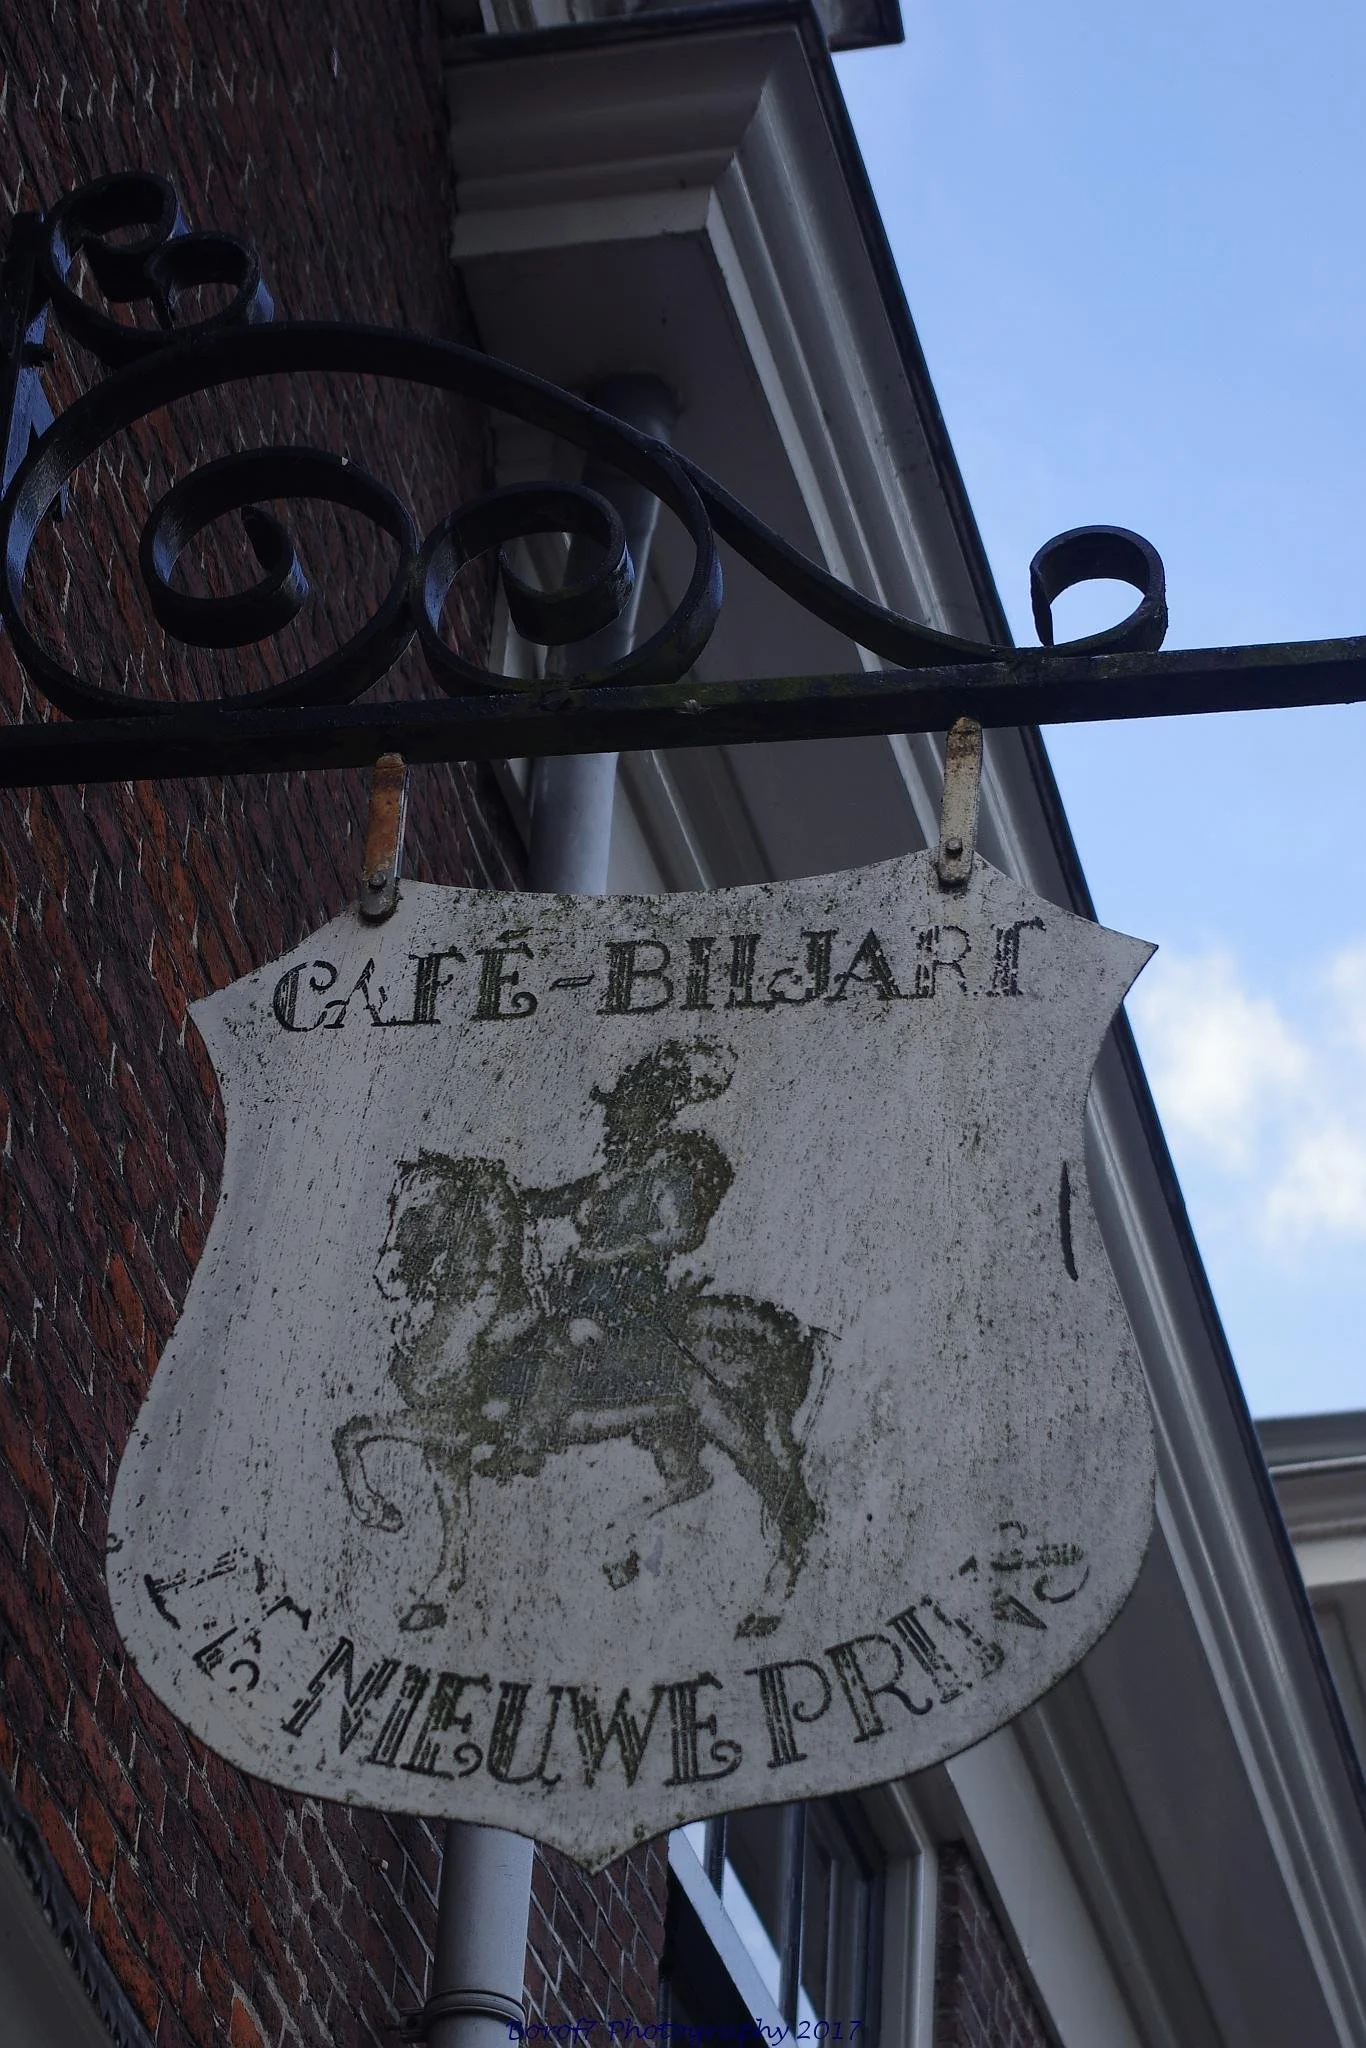 CAFÉ-BILJART
NIEUWE PRINS
Borof7 Photography 2017